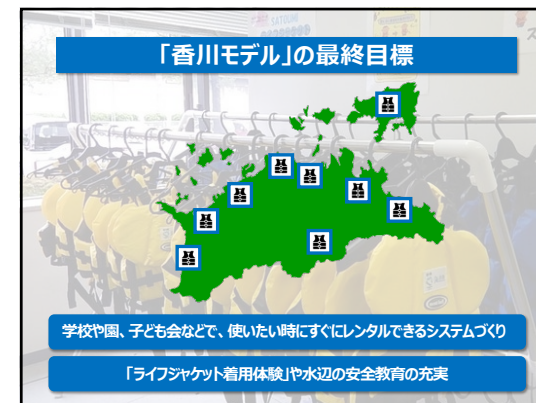 「香川モデル」の最終目標
学校や園、子ども会などで、使いたい時にすぐにレンタルできるシステムづくり
「ライフジャケット着用体験」や水辺の安全教育の充実